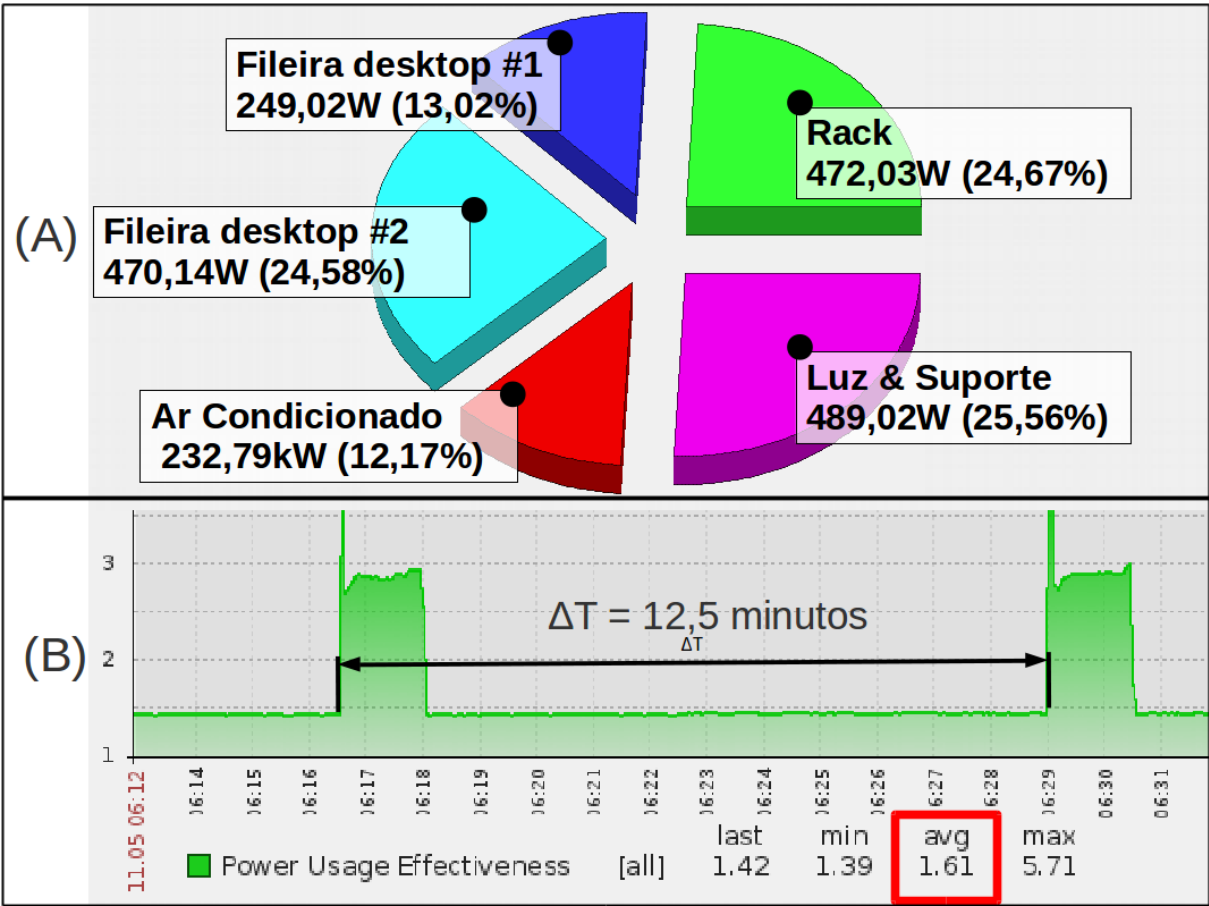 (A)
Fileira desktop #1
249,02W (13,02%)
Rack
472,03W (24,67%)
Fileira desktop #2
470,14W (24,58%)
Luz & Suporte
489,02W (25,56%)
Ar Condicionado
232,79kW (12,17%)
(B)
3
2
1
ΔT = 12,5 minutos
ΔT
11.05 06:12
06:14
06:15
06:16
06:17
06:18
06:19
06:20
06:21
06:22
06:23
06:24
06:25
06:26
06:27
06:28
06:29
06:30
06:31
last min avg max
Power Usage Effectiveness [all] 1.42 1.39 1.61 5.71